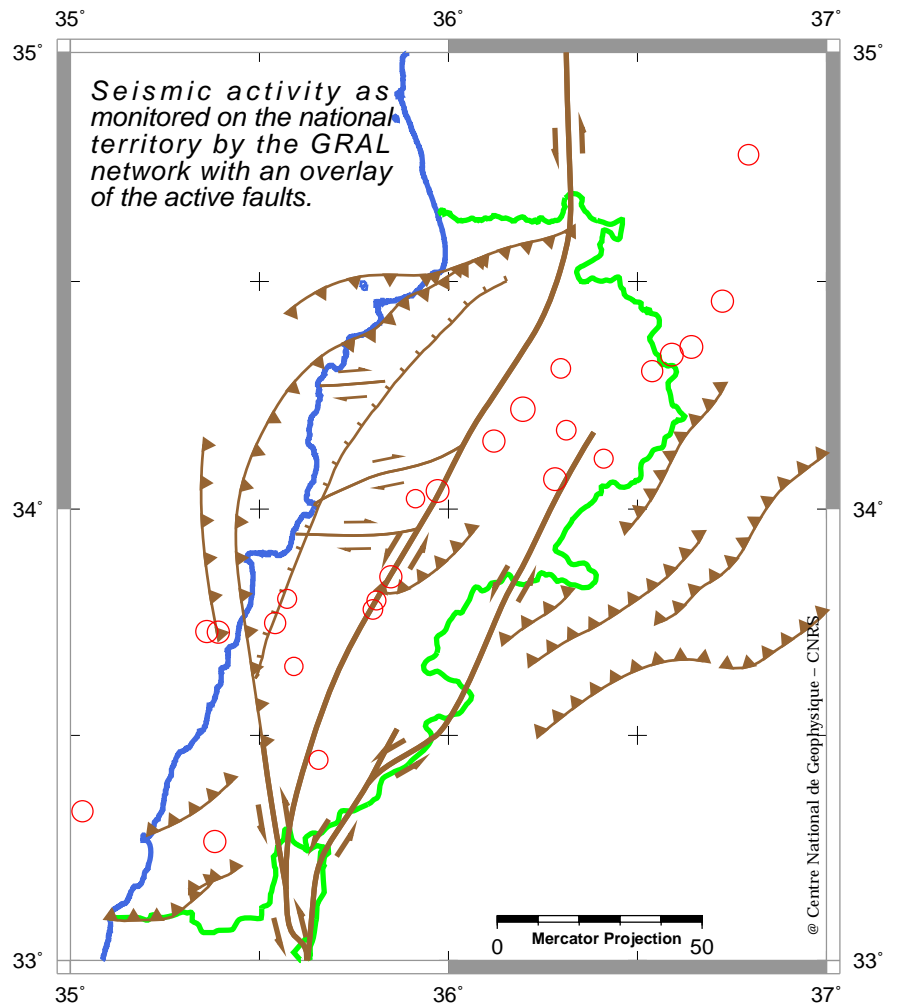 35° 36° 37°
35° 35°
Seismic activity as
monitored on the national
territory by the GRAL
network with an overlay
of the active faults.
34° 34°
@ Centre National de Geophysique – CNRS
Mercator Projection
0 50
33° 33°
35° 36° 37°